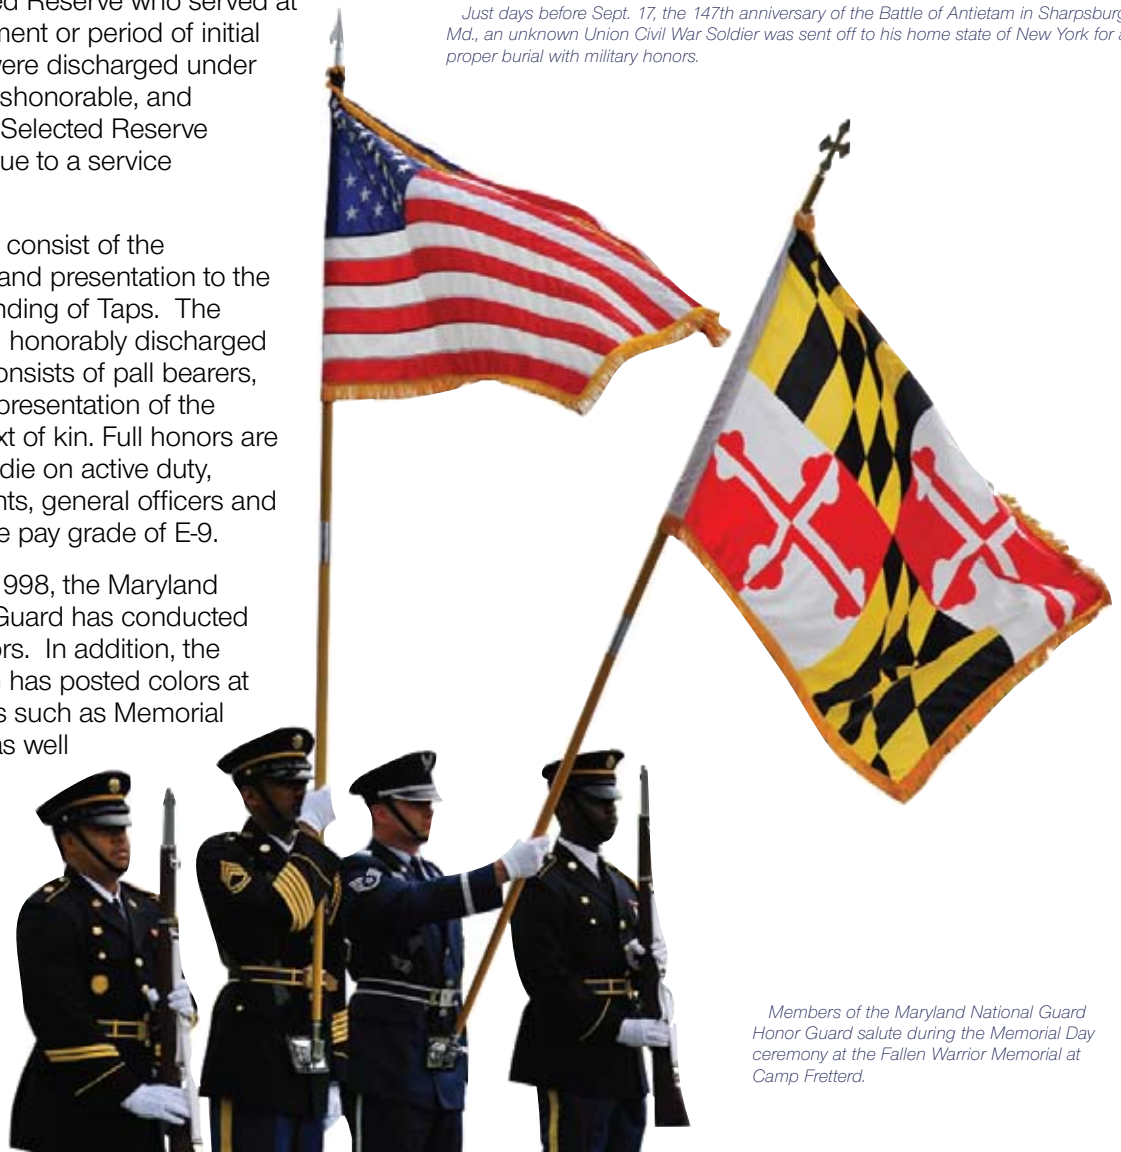 ed Reserve who served at
ment or period of initial
were discharged under
shonorable, and
Selected Reserve
ue to a service
consist of the
and presentation to the
nding of Taps. The
honorably discharged
onsists of pall bearers,
presentation of the
xt of kin. Full honors are
die on active duty,
nts, general officers and
e pay grade of E-9.
1998, the Maryland
Guard has conducted
ors. In addition, the
n has posted colors at
s such as Memorial
as well
Just days before Sept. 17, the 147th anniversary of the Battle of Antietam in Sharpsburg
Md., an unknown Union Civil War Soldier was sent off to his home state of New York for a
proper burial with military honors.
Members of the Maryland National Guard
Honor Guard salute during the Memorial Day
ceremony at the Fallen Warrior Memorial at
Camp Fretterd.